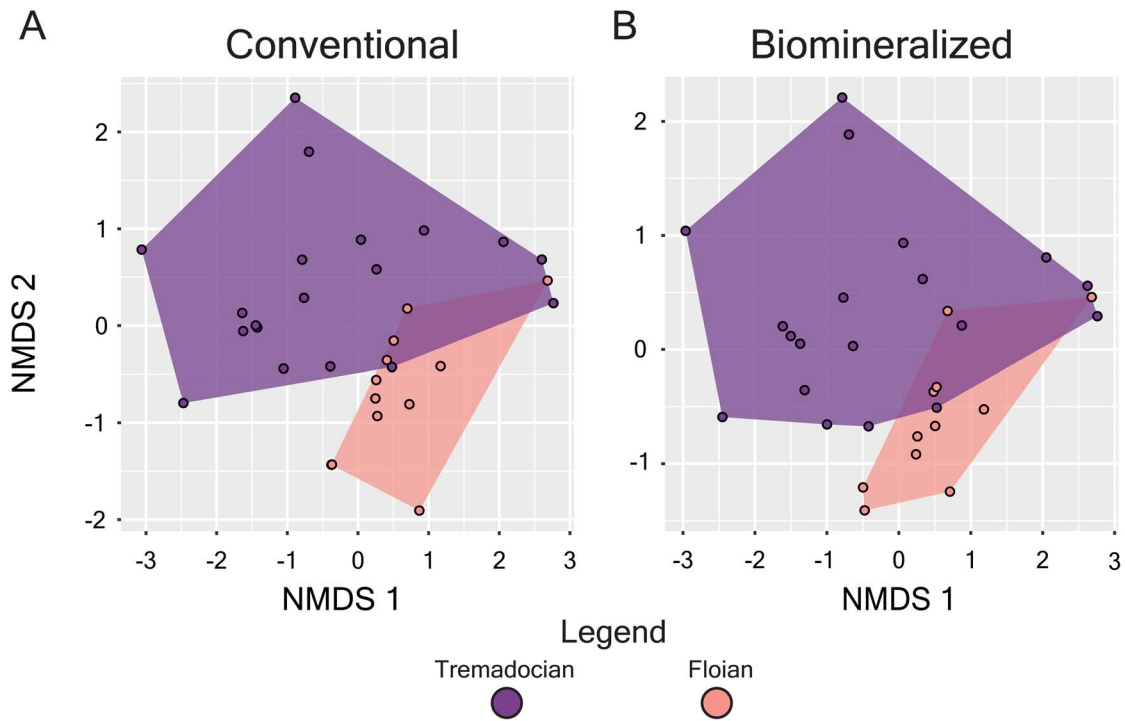 A
Conventional
B
Biomineralized
NMDS 2
2
1
0
-1
-2
-3 -2 -1 0 1 2 3
NMDS 1
2
1
0
-1
-3 -2 -1 0 1 2 3
NMDS 1
Legend
Tremadocian
Floian